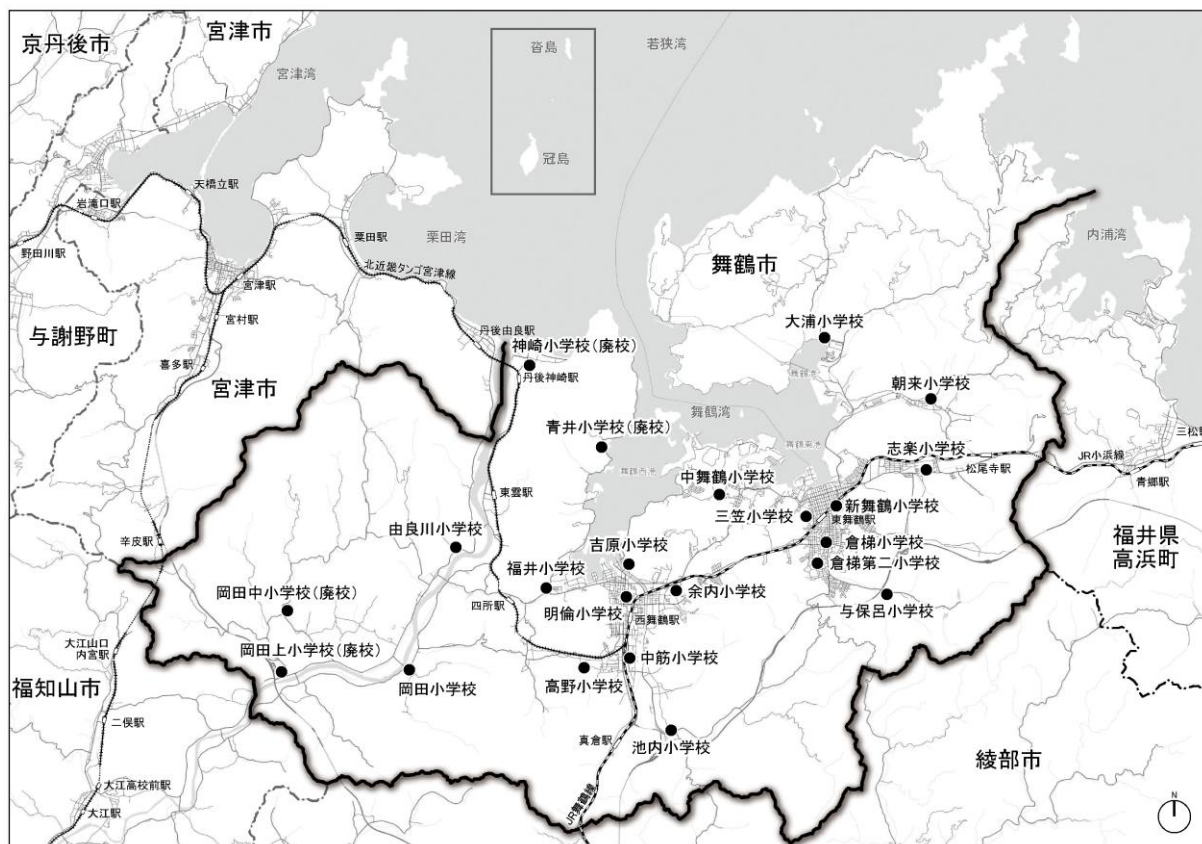 京丹後市
宮津市
宮津湾
沓島
若狭湾
冠島
天橋立駅
岩滝口駅
野田川駅
栗田駅
栗田湾
内浦湾
北近畿タンゴ宮津線
舞鶴市
宮津駅
宮村駅
大浦小学校
与謝野町
丹後由良駅
神崎小学校(廃校)
喜多駅
丹後神崎駅
宮津市
朝来小学校
舞鶴湾
青井小学校(廃校)
三松駅
志楽小学校
JR小浜線
舞鶴西港
舞鶴東港
松尾寺駅
青郷駅
中舞鶴小学校
東雲駅
新舞鶴小学校
三笠小学校
東舞鶴駅
辛皮駅
由良川小学校
倉梯小学校
福井県
高浜町
吉原小学校
倉梯第二小学校
福井小学校
余内小学校
与保呂小学校
岡田中小学校(廃校)
四所駅
明倫小学校
西舞鶴駅
大江山口
内宮駅
岡田上小学校(廃校)
中筋小学校
福知山市
岡田小学校
高野小学校
二俣駅
真倉駅
池内小学校
綾部市
大江高校前駅
大江駅
JR舞鶴線
N